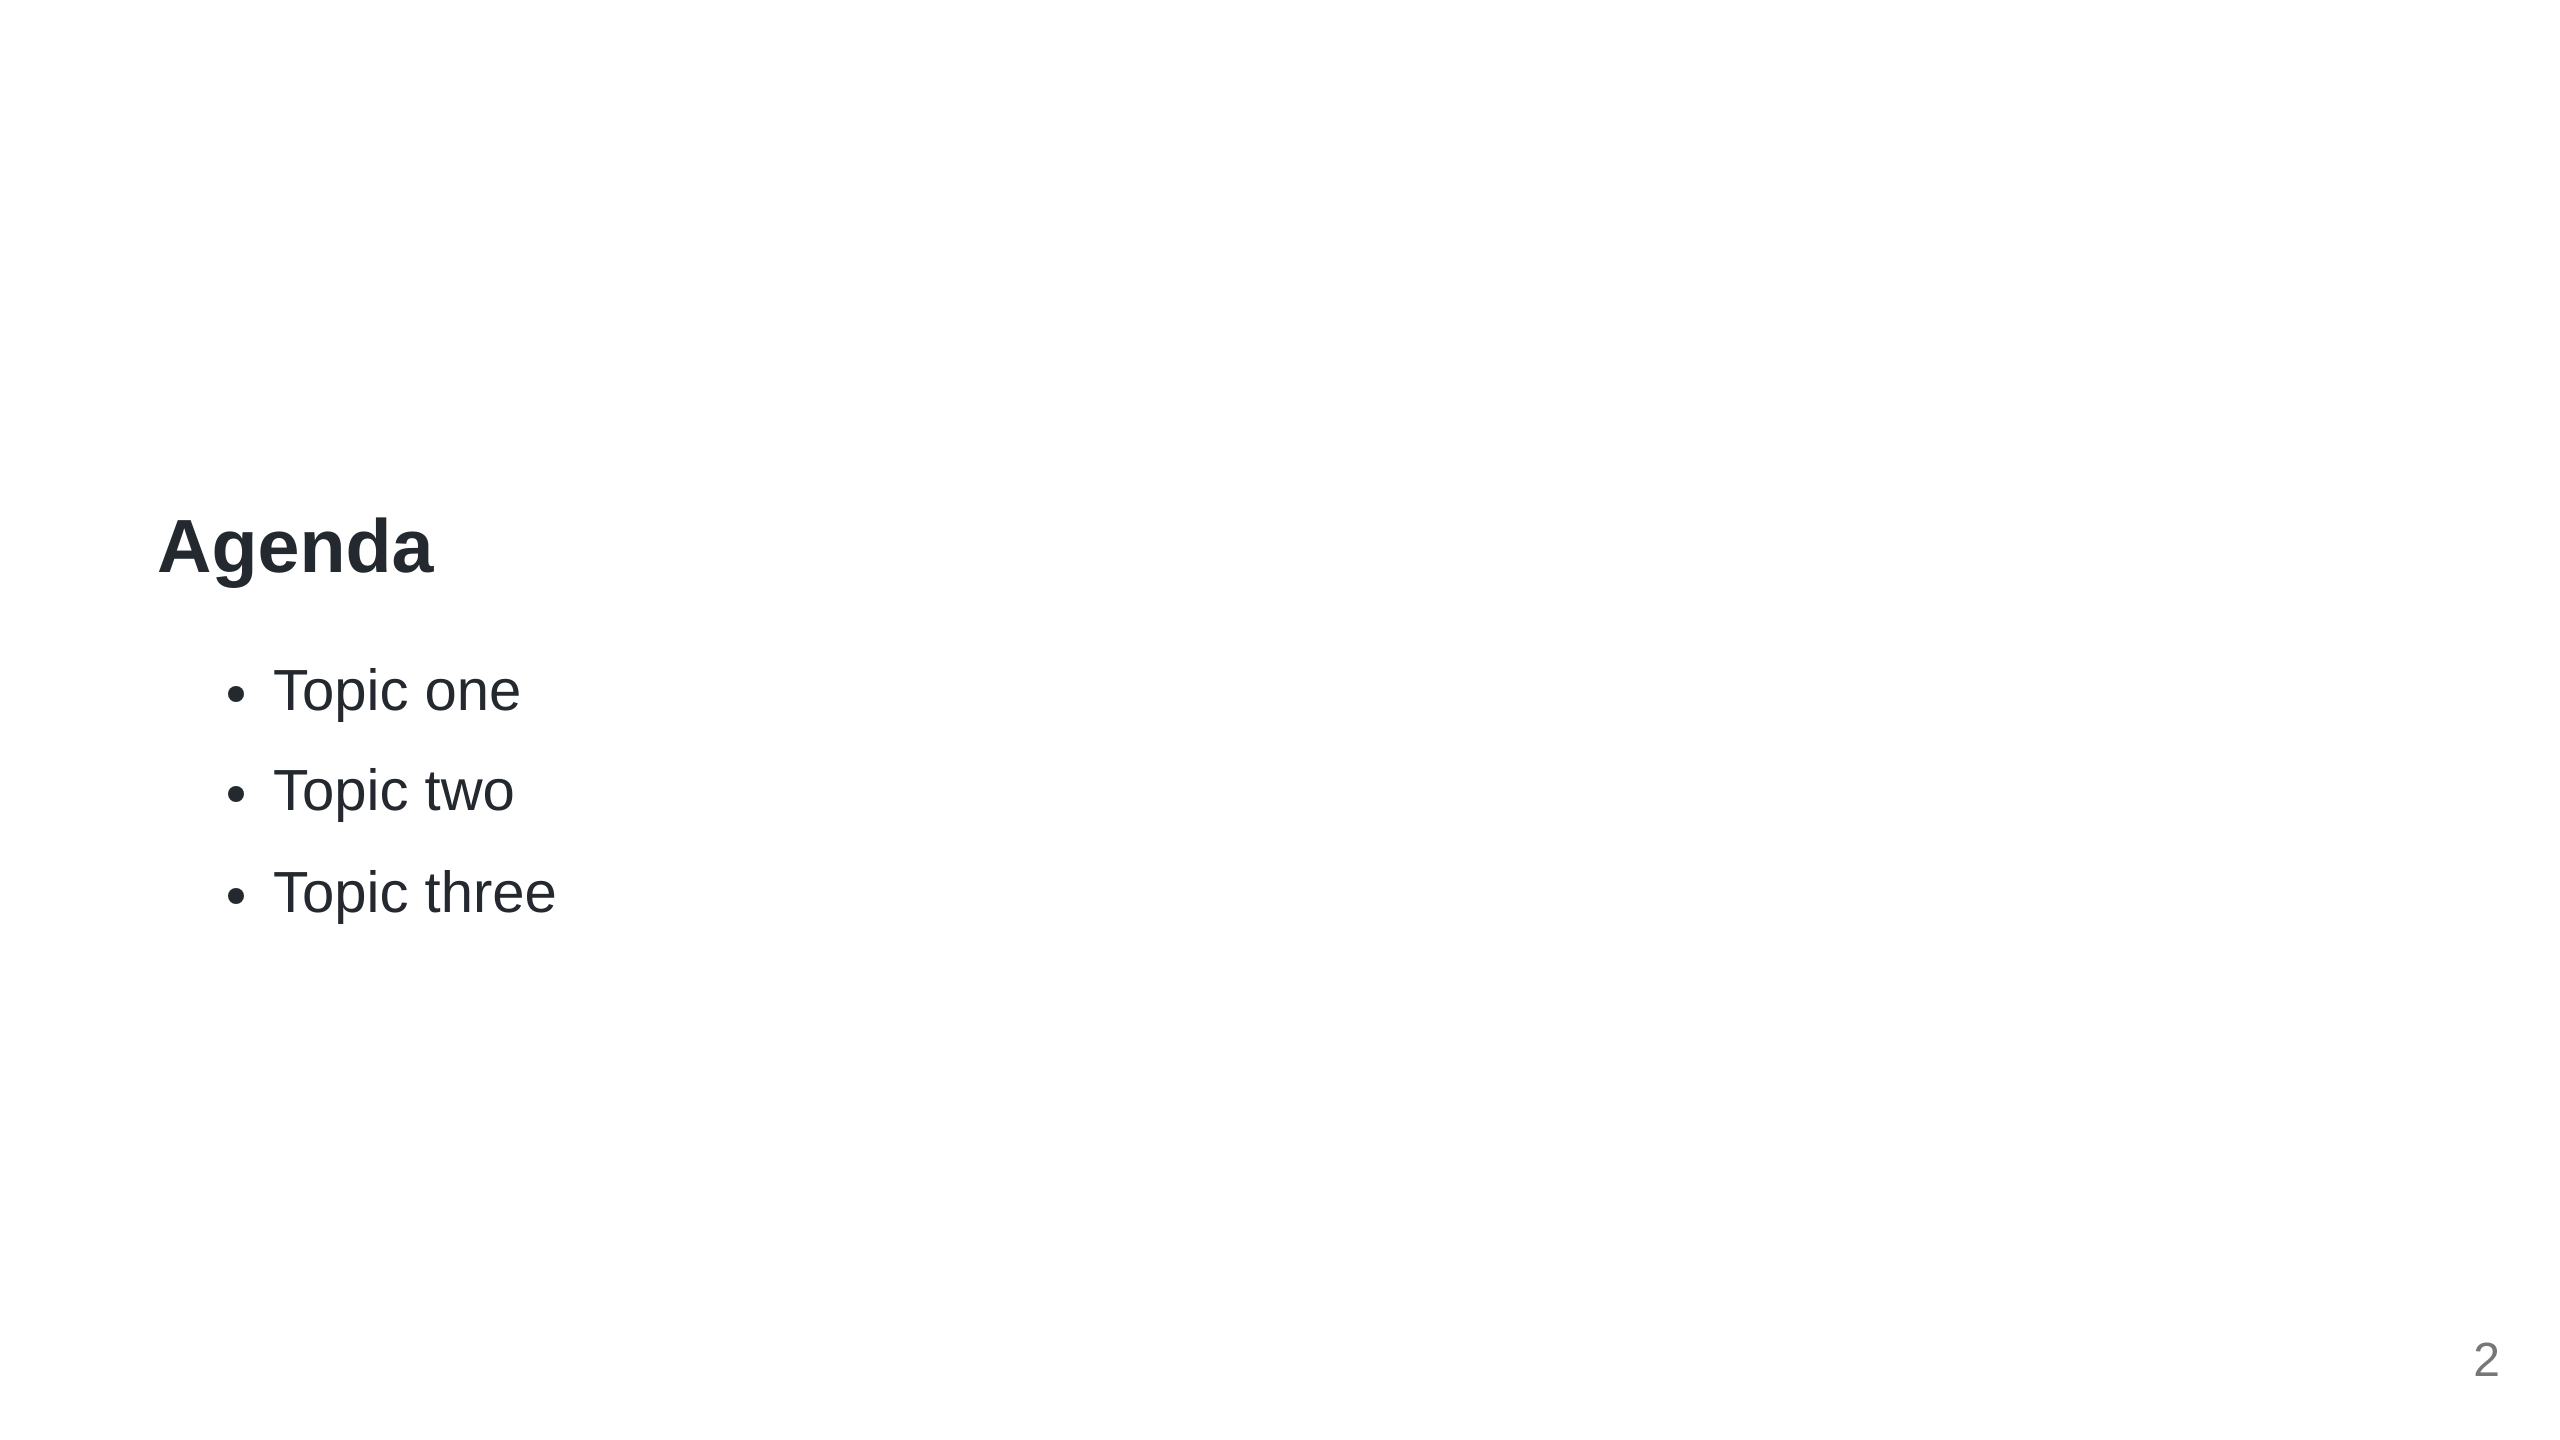 Agenda
• Topic one
• Topic two
• Topic three
2